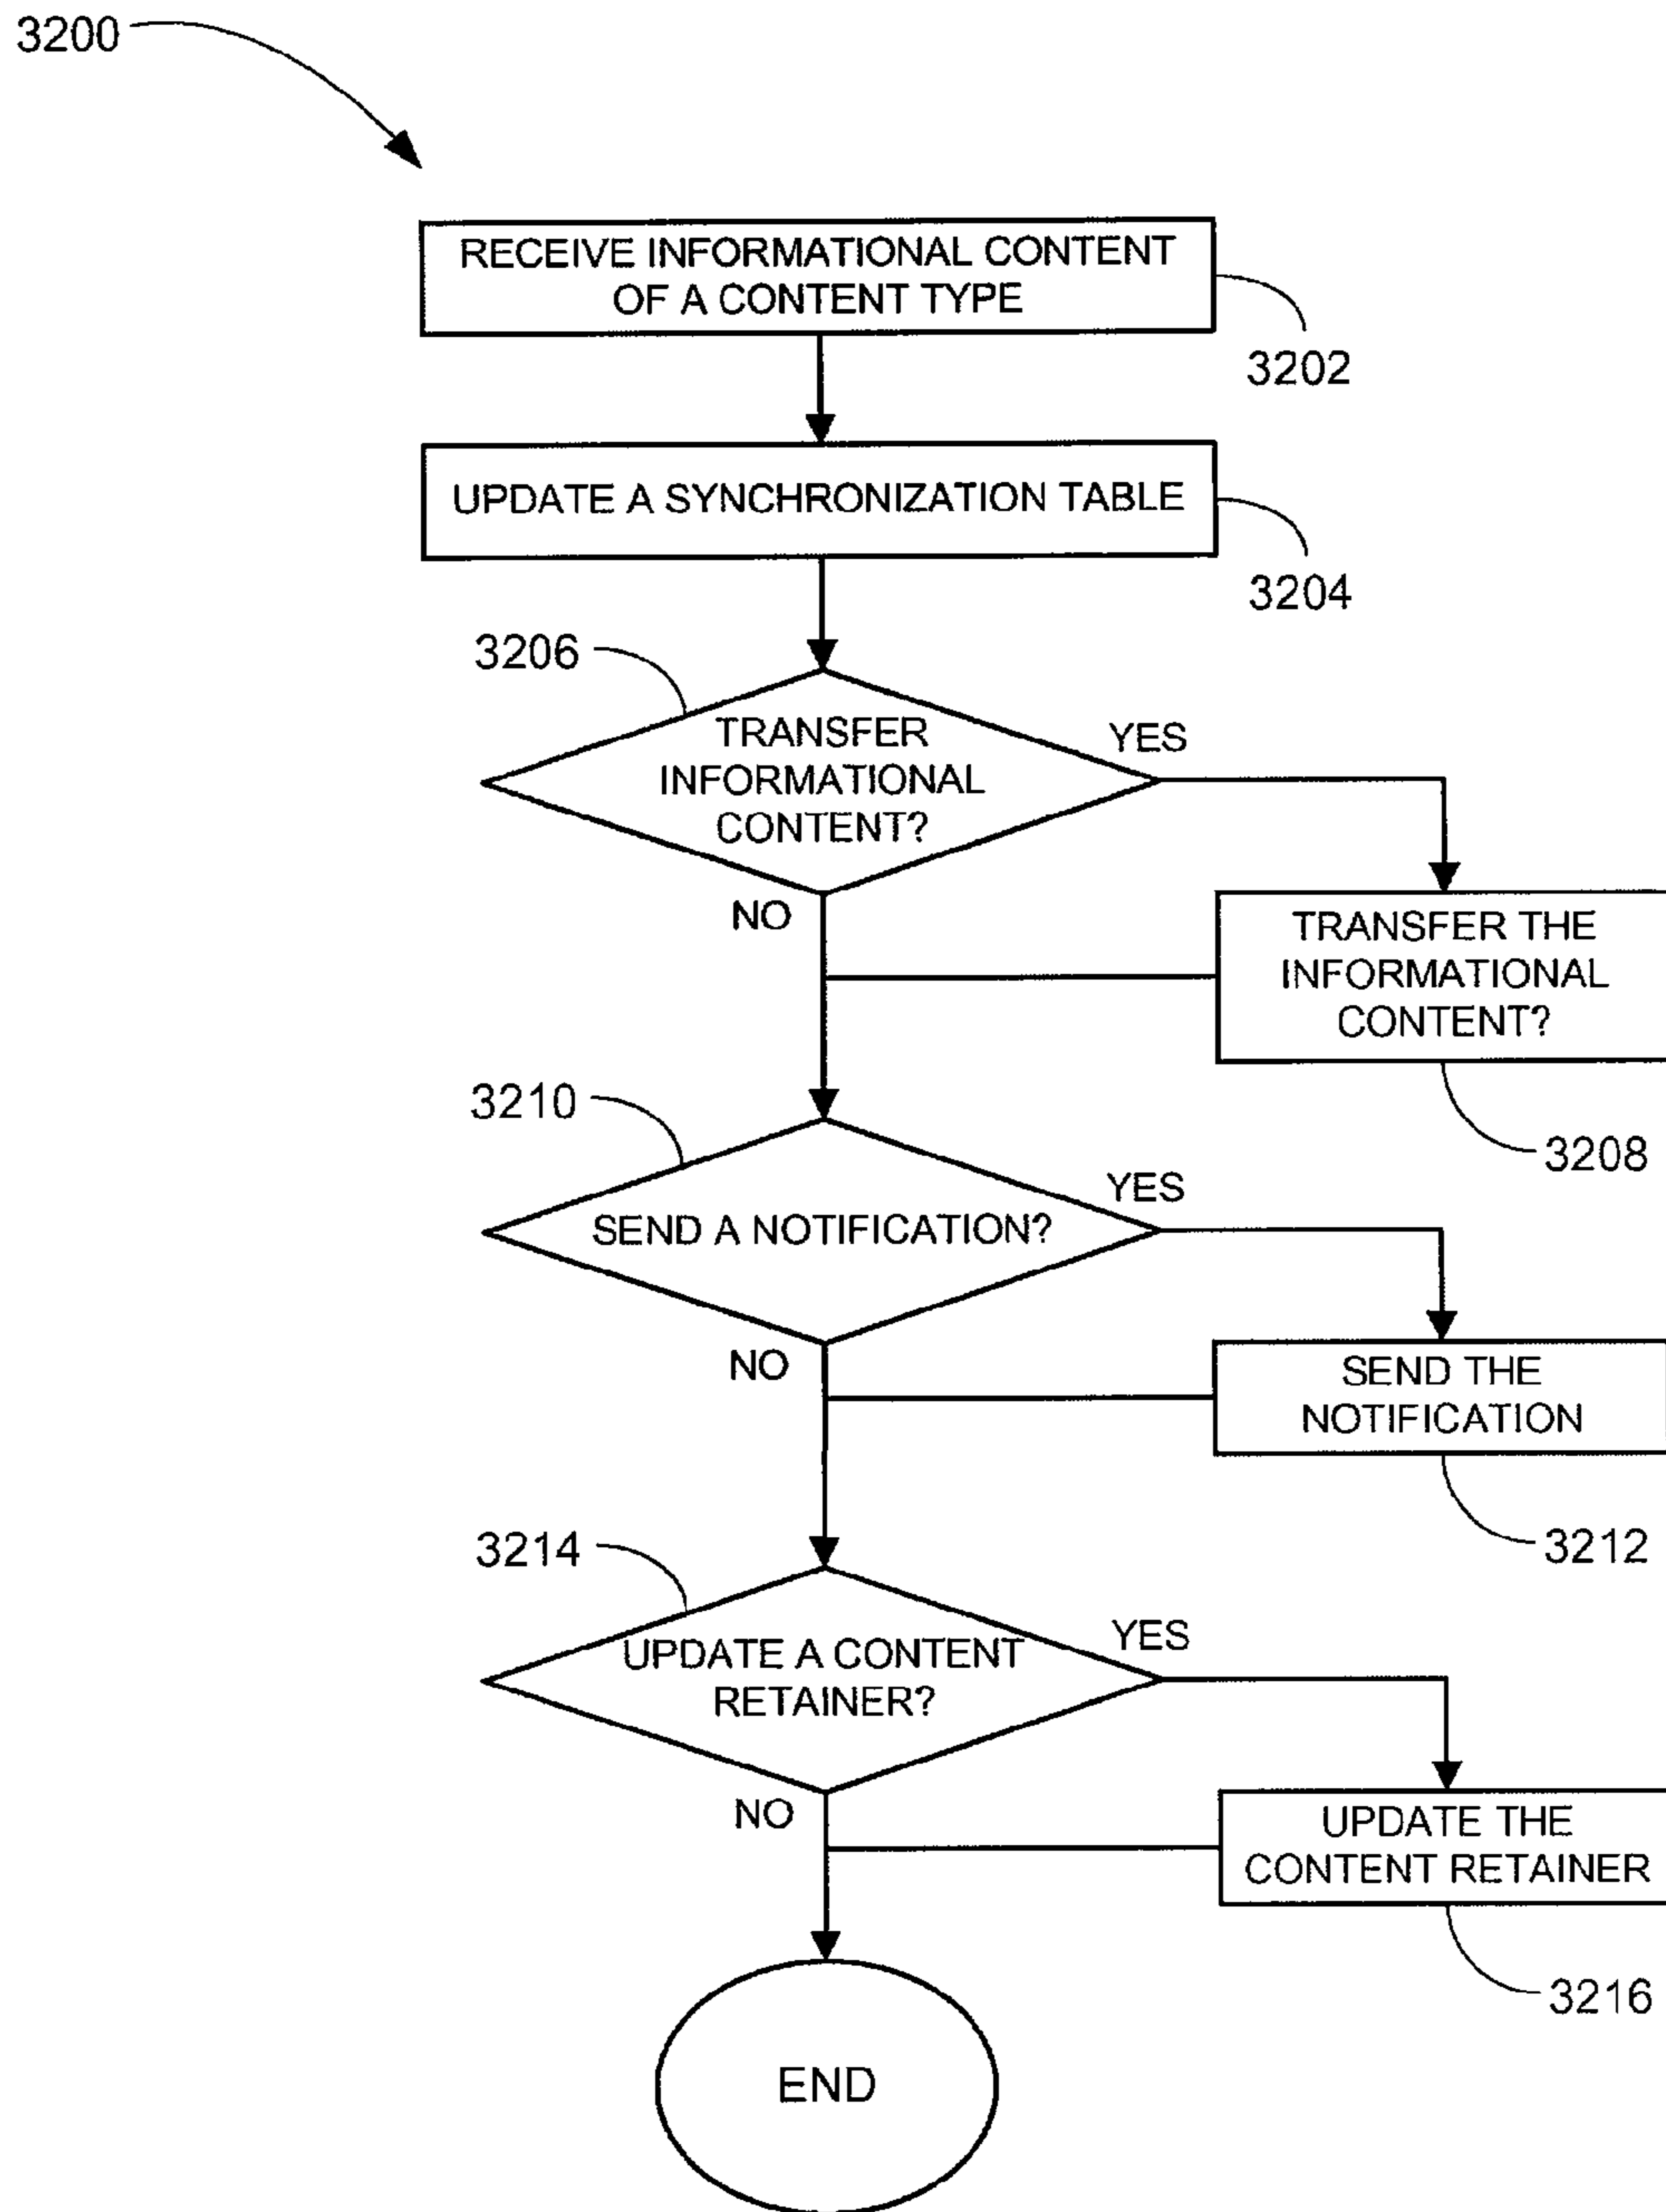 3200
RECEIVE INFORMATIONAL CONTENT
OF A CONTENT TYPE
3202
UPDATE A SYNCHRONIZATION TABLE
3204
3206
TRANSFER
INFORMATIONAL
CONTENT?
YES
NO
TRANSFER THE
INFORMATIONAL
CONTENT?
3208
3210
SEND A NOTIFICATION?
YES
NO
SEND THE
NOTIFICATION
3212
3214
UPDATE A CONTENT
RETAINER?
YES
NO
UPDATE THE
CONTENT RETAINER
3216
END